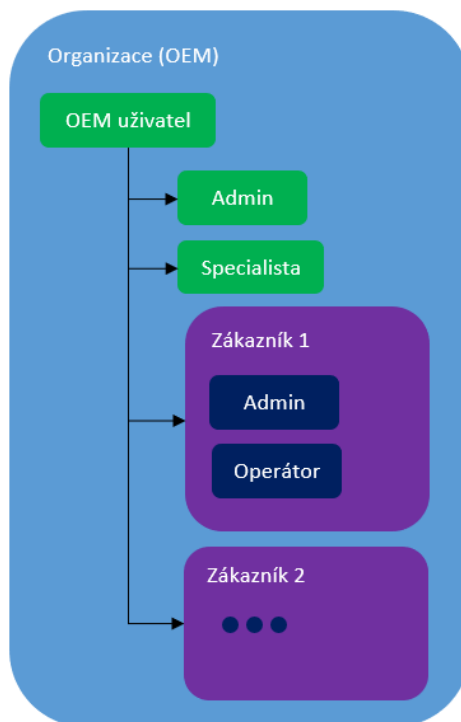 Organizace (OEM)
OEM uživatel
Admin
Specialista
Zákazník 1
Admin
Operátor
Zákazník 2